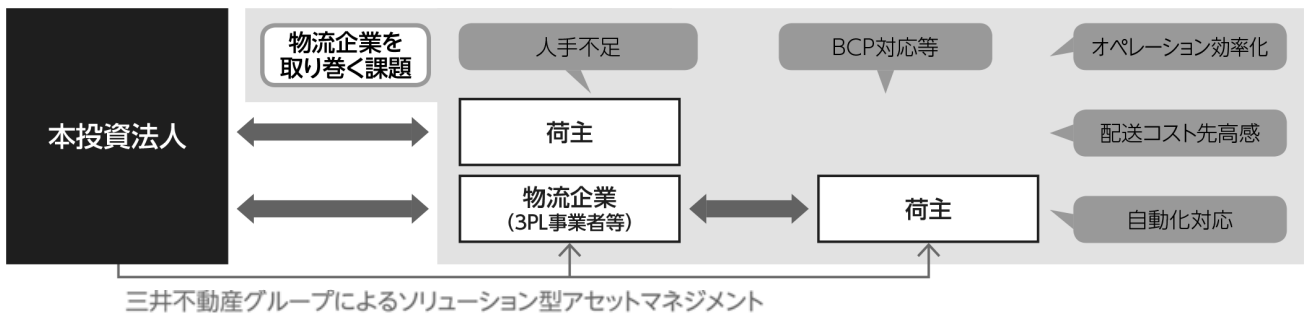 物流企業を
取り巻く課題
人手不足
BCP対応等
オペレーション効率化
本投資法人
荷主
配送コスト先高感
物流企業
(3PL事業者等)
荷主
自動化対応
三井不動産グループによるソリューション型アセットマネジメント